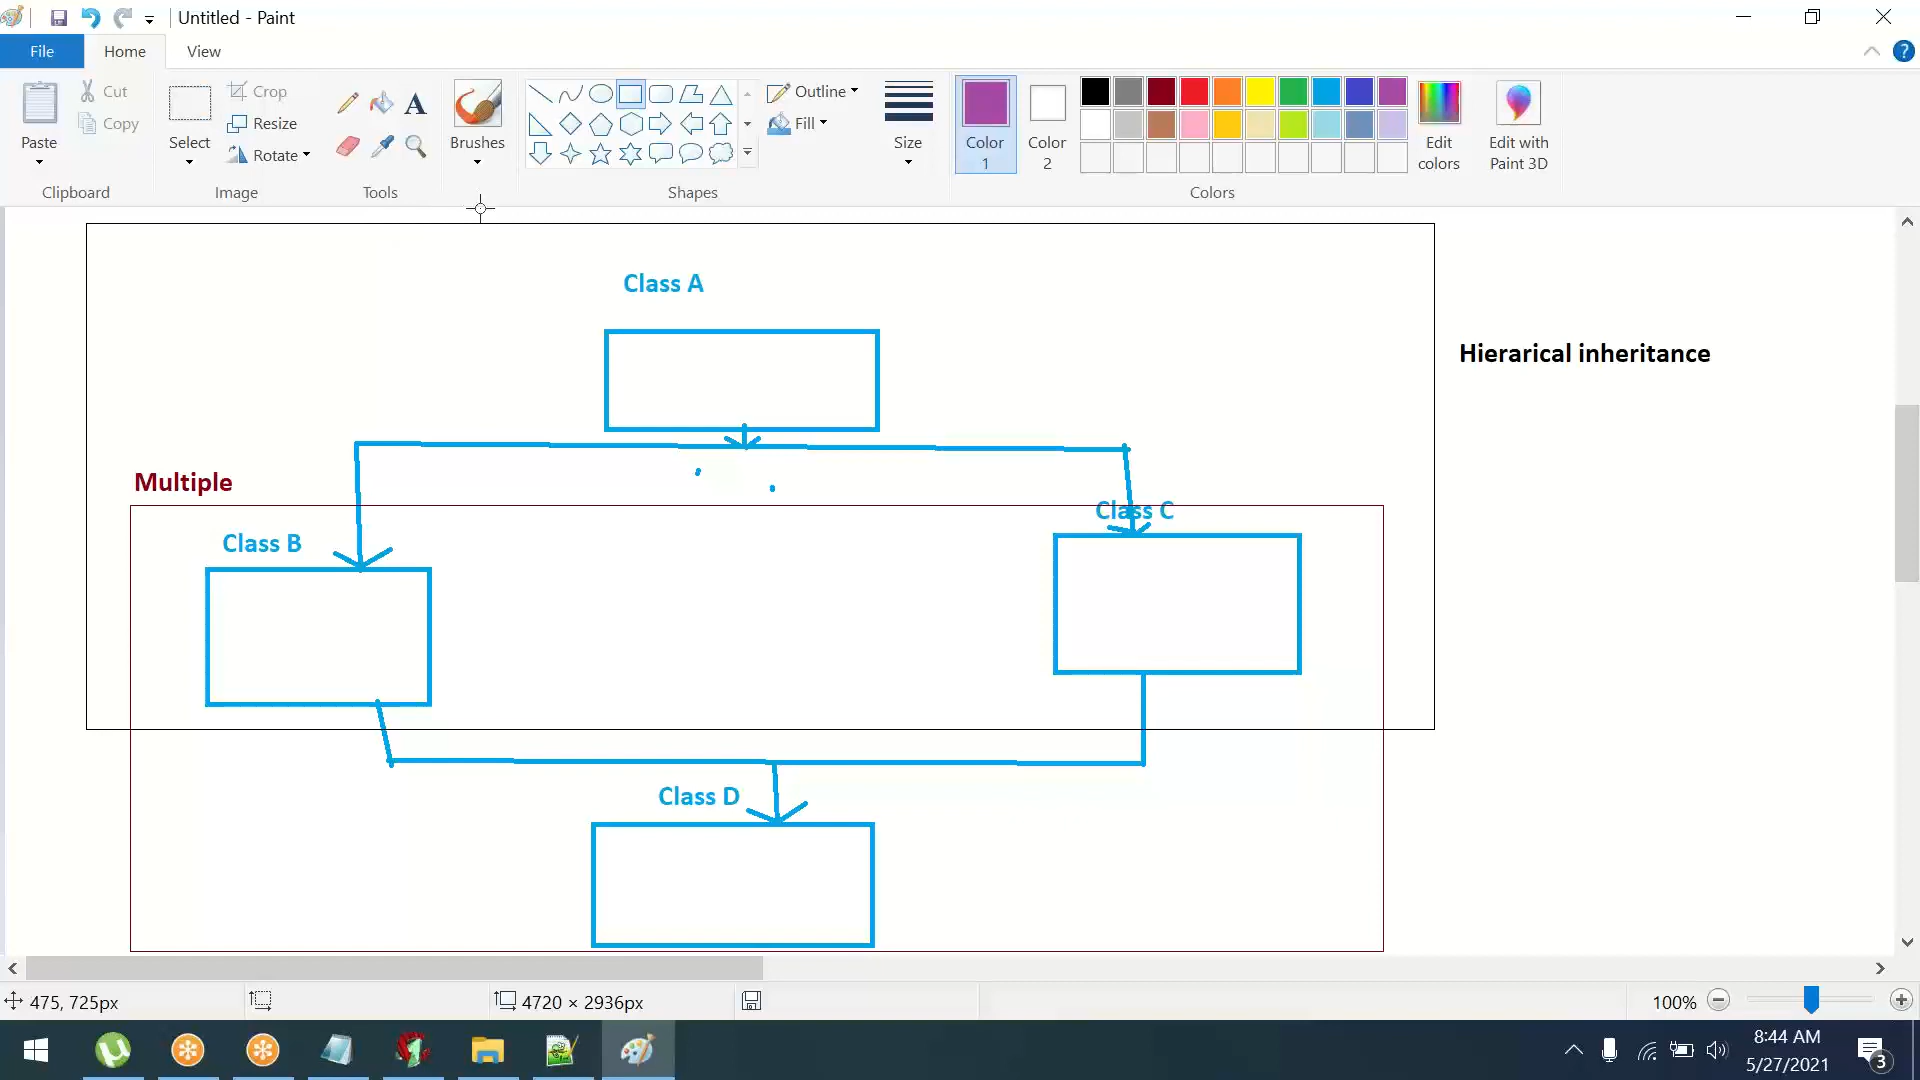 Untitled - Paint
File Home View
Paste
Cut
Copy
Clipboard
Select
Crop
Resize
Rotate
Image
A
Tools
Brushes
Shapes
Outline
Fill
Size
Color 1
Color 2
Colors
Edit colors
Edit with Paint 3D
?
Class A
Hierarical inheritance
Multiple
Class B
Class C
Class D
475, 725px
4720 × 2936px
100%
8:44 AM
5/27/2021
3